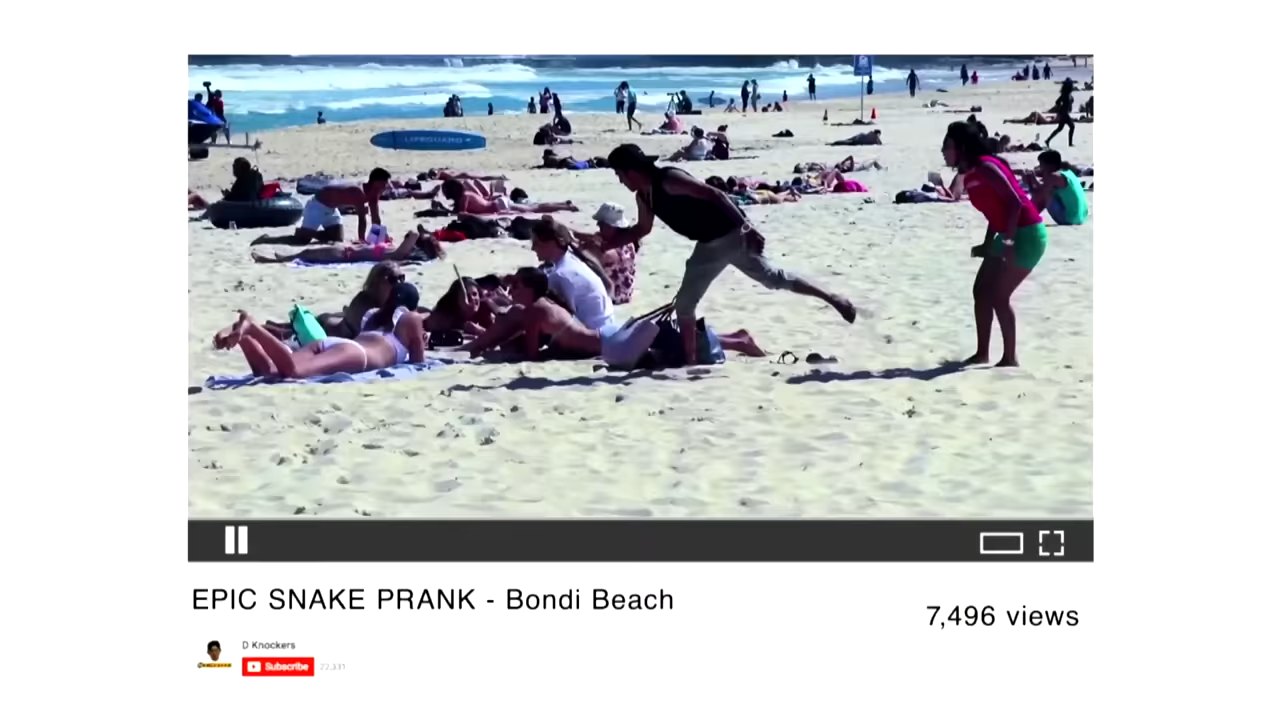 LIFEGUARD
EPIC SNAKE PRANK - Bondi Beach
7,496 views
D Knockers
Subscribe